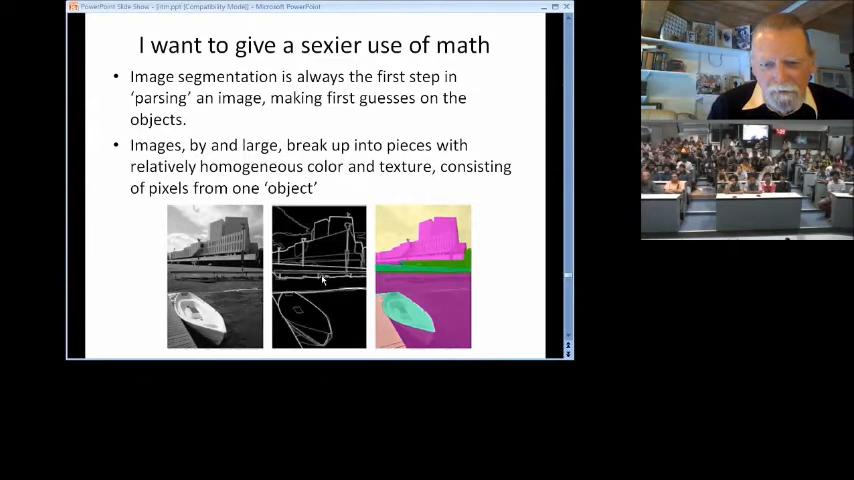 PowerPoint Slide Show - [iitm.ppt [Compatibility Mode]] - Microsoft PowerPoint
I want to give a sexier use of math
• Image segmentation is always the first step in
‘parsing’ an image, making first guesses on the
objects.
• Images, by and large, break up into pieces with
relatively homogeneous color and texture, consisting
of pixels from one ‘object’